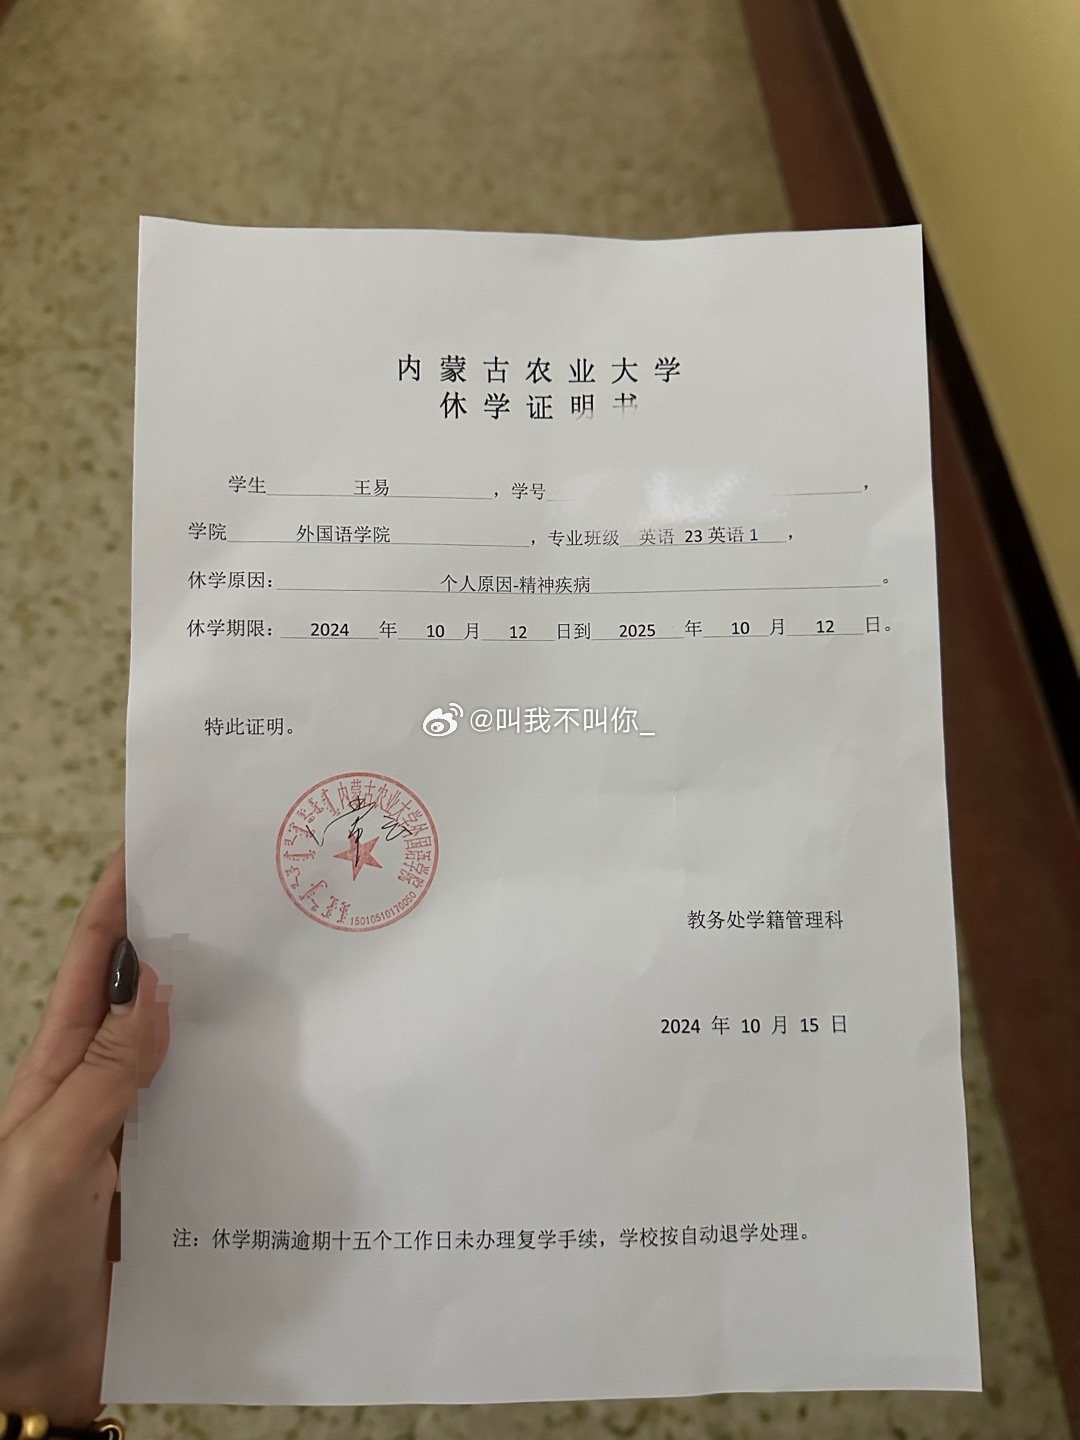 内蒙古农业大学
休学证明书
学生 王易 ，学号 ，
学院 外国语学院 ，专业班级 英语 23英语1 ，
休学原因： 个人原因-精神疾病 。
休学期限： 2024 年 10 月 12 日到 2025 年 10 月 12 日。
特此证明。
@叫我不叫你_
内蒙古农业大学外国语学院
15010510170050
教务处学籍管理科
2024 年 10 月 15 日
注：休学期满逾期十五个工作日未办理复学手续，学校按自动退学处理。